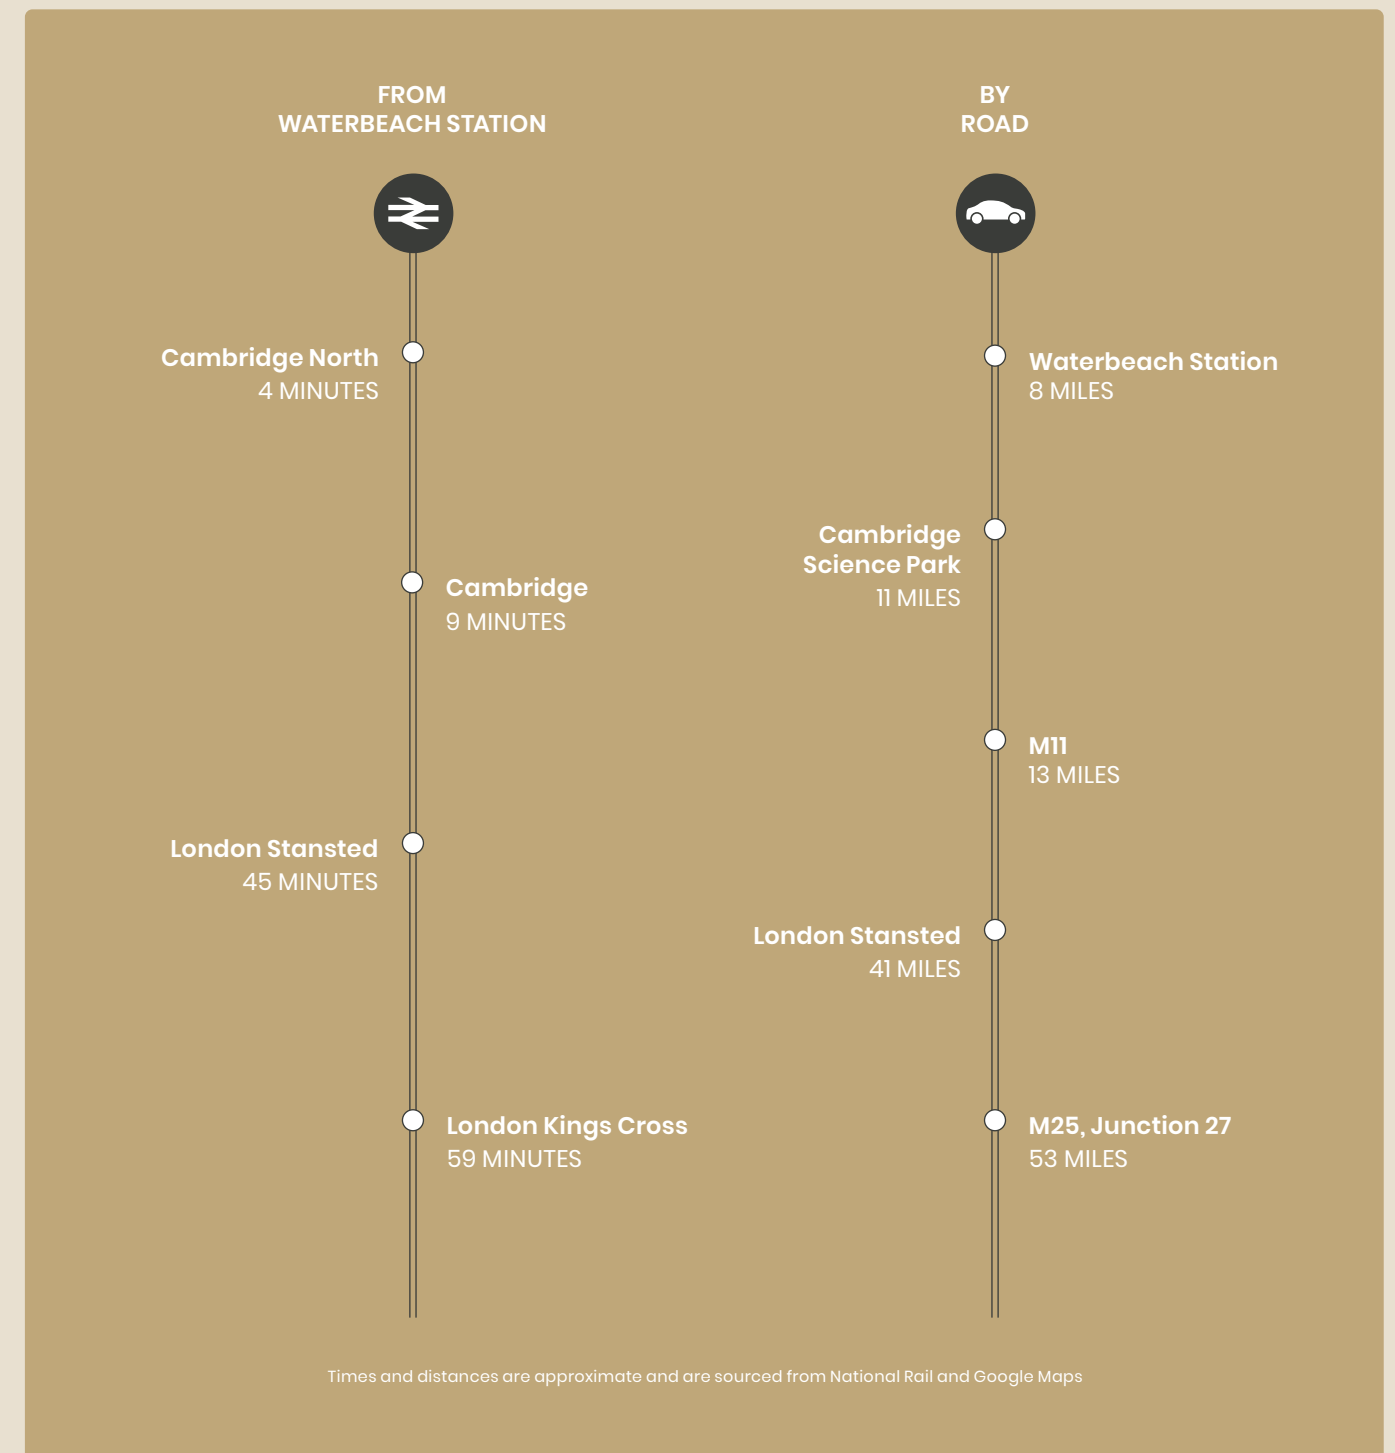 FROM
WATERBEACH STATION
Cambridge North
4 MINUTES
Cambridge
9 MINUTES
London Stansted
45 MINUTES
London Kings Cross
59 MINUTES
BY
ROAD
Waterbeach Station
8 MILES
Cambridge
Science Park
11 MILES
M11
13 MILES
London Stansted
41 MILES
M25, Junction 27
53 MILES
Times and distances are approximate and are sourced from National Rail and Google Maps